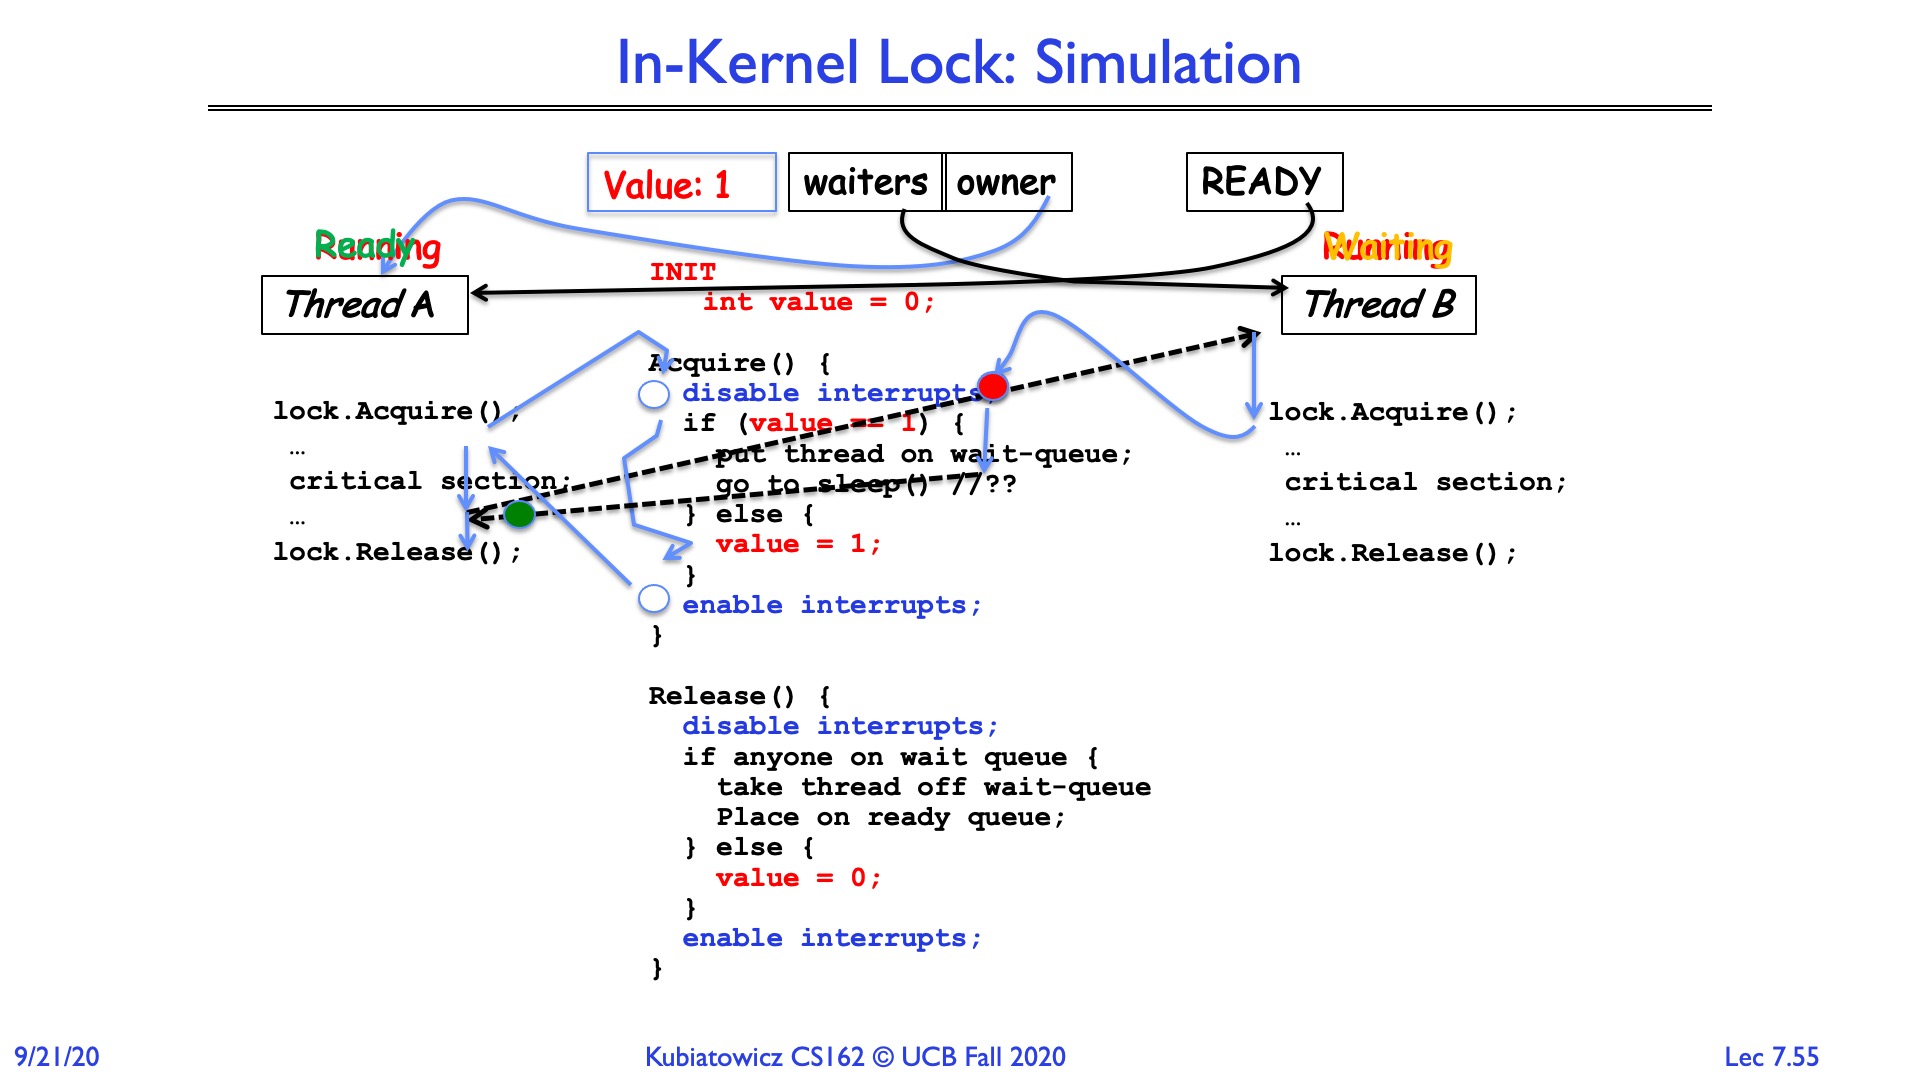 In-Kernel Lock: Simulation
Value: 1 waiters owner READY
Ready Running Running Waiting
INIT
int value = 0;
Thread A Thread B
Acquire() {
disable interrupts;
if (value == 1) {
put thread on wait-queue;
go to sleep() //??
} else {
value = 1;
}
enable interrupts;
}
lock.Acquire();
…
critical section;
…
lock.Release();
lock.Acquire();
…
critical section;
…
lock.Release();
Release() {
disable interrupts;
if anyone on wait queue {
take thread off wait-queue
Place on ready queue;
} else {
value = 0;
}
enable interrupts;
}
9/21/20 Kubiatowicz CS162 © UCB Fall 2020 Lec 7.55